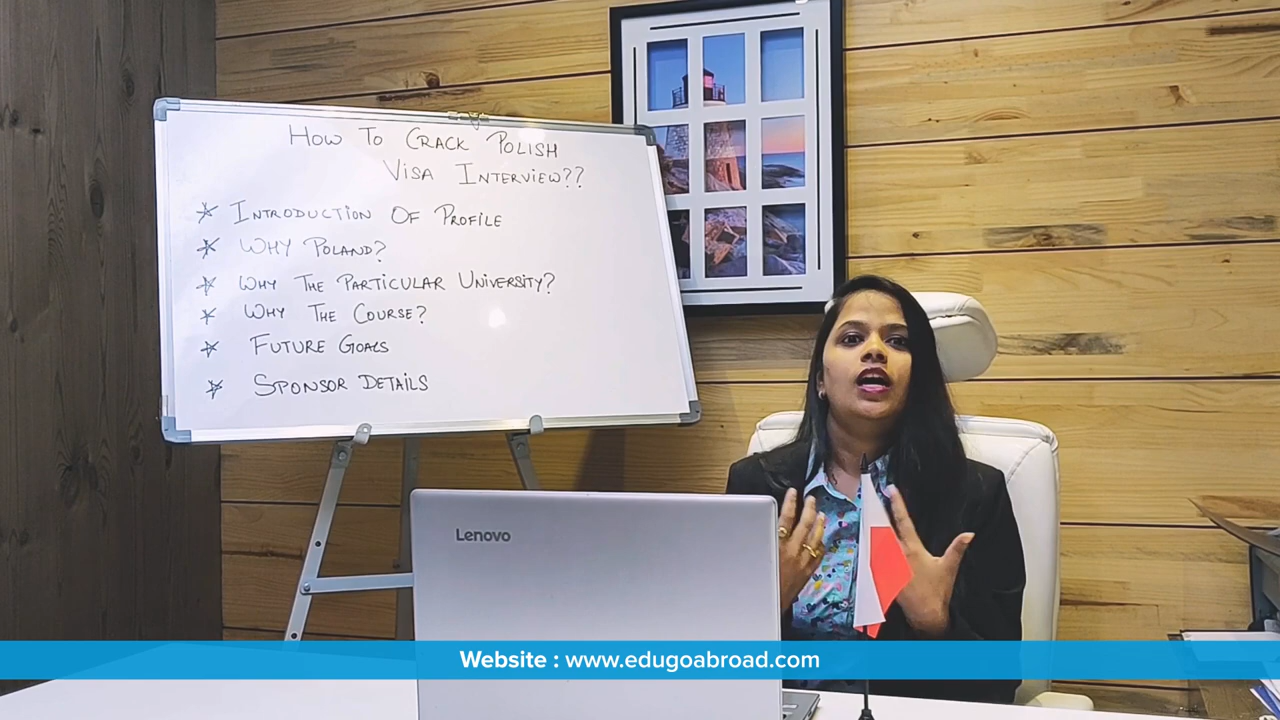 How To Crack Polish
Visa Interview??
* Introduction Of Profile
* Why Poland?
* Why The Particular University?
* Why The Course?
* Future Goals
* Sponsor Details
Lenovo
Website : www.edugoabroad.com